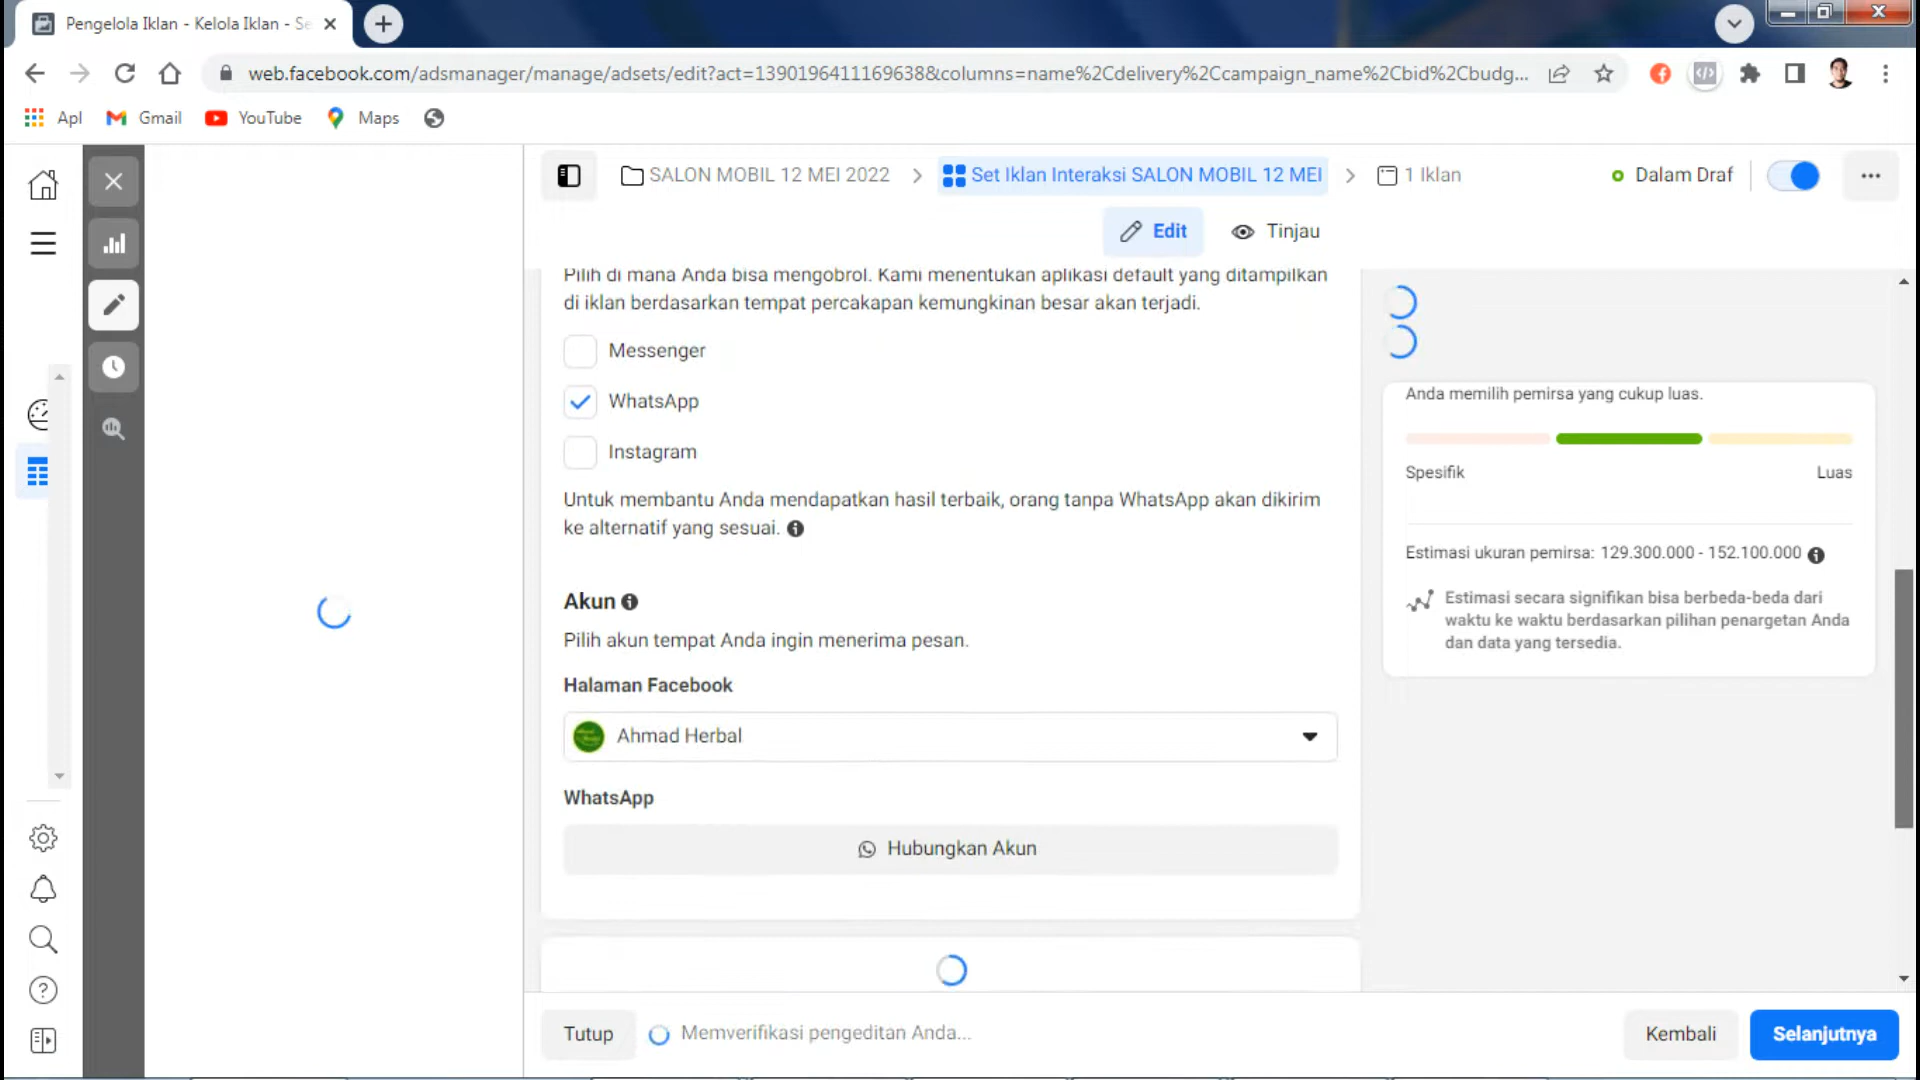 Pengelola Iklan - Kelola Iklan - Se
web.facebook.com/adsmanager/manage/adsets/edit?act=1390196411169638&columns=name%2Cdelivery%2Ccampaign_name%2Cbid%2Cbudg...
Apl Gmail YouTube Maps
SALON MOBIL 12 MEI 2022 > Set Iklan Interaksi SALON MOBIL 12 MEI > 1 Iklan Dalam Draf
Edit Tinjau
Pilih di mana Anda bisa mengobrol. Kami menentukan aplikasi default yang ditampilkan
di iklan berdasarkan tempat percakapan kemungkinan besar akan terjadi.
Messenger
WhatsApp
Instagram
Untuk membantu Anda mendapatkan hasil terbaik, orang tanpa WhatsApp akan dikirim
ke alternatif yang sesuai.
Akun
Pilih akun tempat Anda ingin menerima pesan.
Halaman Facebook
Ahmad Herbal
WhatsApp
Hubungkan Akun
Anda memilih pemirsa yang cukup luas.
Spesifik Luas
Estimasi ukuran pemirsa: 129.300.000 - 152.100.000
Estimasi secara signifikan bisa berbeda-beda dari
waktu ke waktu berdasarkan pilihan penargetan Anda
dan data yang tersedia.
Tutup Memverifikasi pengeditan Anda... Kembali Selanjutnya